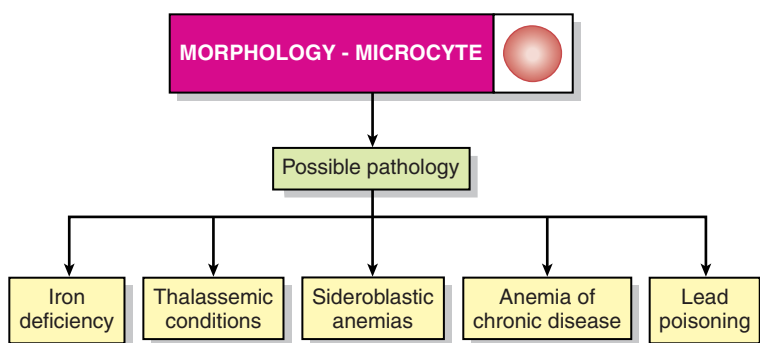 MORPHOLOGY - MICROCYTE
Possible pathology
Iron
deficiency
Thalassemic
conditions
Sideroblastic
anemias
Anemia of
chronic disease
Lead
poisoning